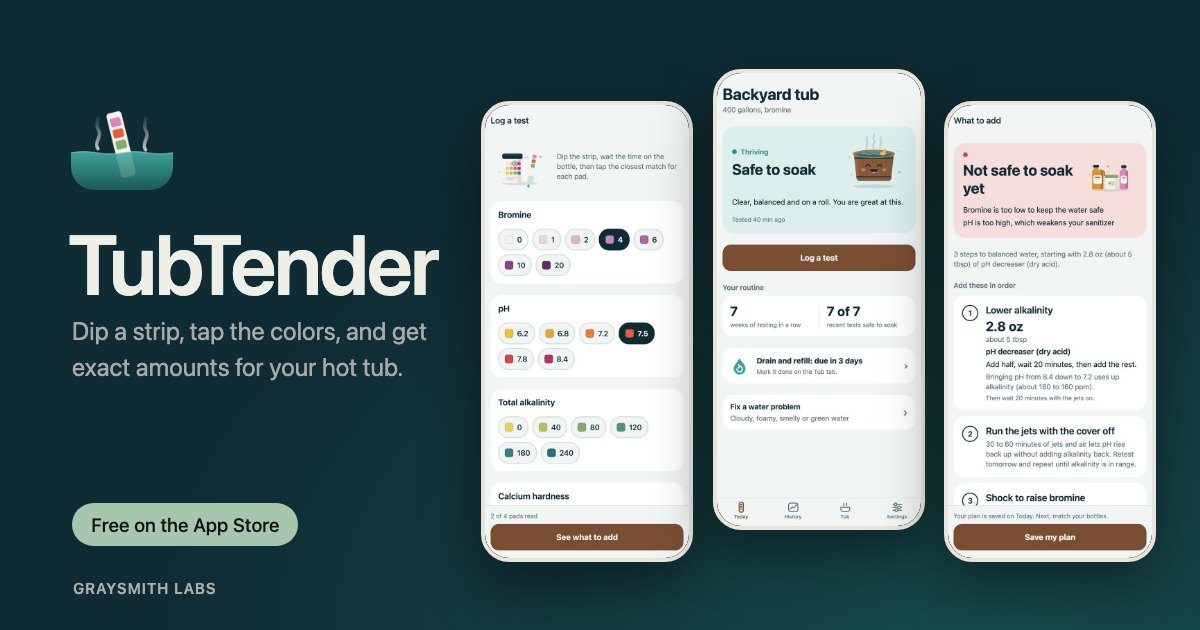 TubTender
Dip a strip, tap the colors, and get
exact amounts for your hot tub.
Free on the App Store
GRAYSMITH LABS
Log a test
Dip the strip, wait the time on the
bottle, then tap the closest match for
each pad.
Bromine
0 1 2 4 6
10 20
pH
6.2 6.8 7.2 7.5
7.8 8.4
Total alkalinity
0 40 80 120
180 240
Calcium hardness
2 of 4 pads read
See what to add
Backyard tub
400 gallons, bromine
Thriving
Safe to soak
Clear, balanced and on a roll. You are great at this.
Tested 40 min ago
Log a test
Your routine
7
weeks of testing in a row
7 of 7
recent tests safe to soak
Drain and refill: due in 3 days
Mark it done on the Tub tab.
Fix a water problem
Cloudy, foamy, smelly or green water
Today History Tub Settings
What to add
Not safe to soak
yet
Bromine is too low to keep the water safe
pH is too high, which weakens your sanitizer
3 steps to balanced water, starting with 2.8 oz (about 5
tbsp) of pH decreaser (dry acid).
Add these in order
1 Lower alkalinity
2.8 oz
about 5 tbsp
pH decreaser (dry acid)
Add half, wait 20 minutes, then add the rest.
Bringing pH from 8.4 down to 7.2 uses up
alkalinity (about 180 to 160 ppm).
Then wait 20 minutes with the jets on.
2 Run the jets with the cover off
30 to 60 minutes of jets and air lets pH rise
back up without adding alkalinity back. Retest
tomorrow and repeat until alkalinity is in range.
3 Shock to raise bromine
Your plan is saved on Today. Next, match your bottles.
Save my plan